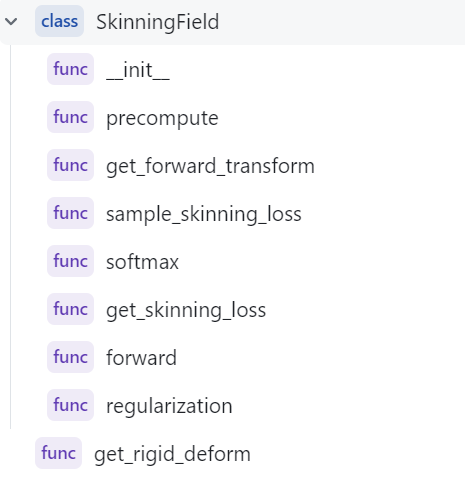 class SkinningField
func __init__
func precompute
func get_forward_transform
func sample_skinning_loss
func softmax
func get_skinning_loss
func forward
func regularization
func get_rigid_deform